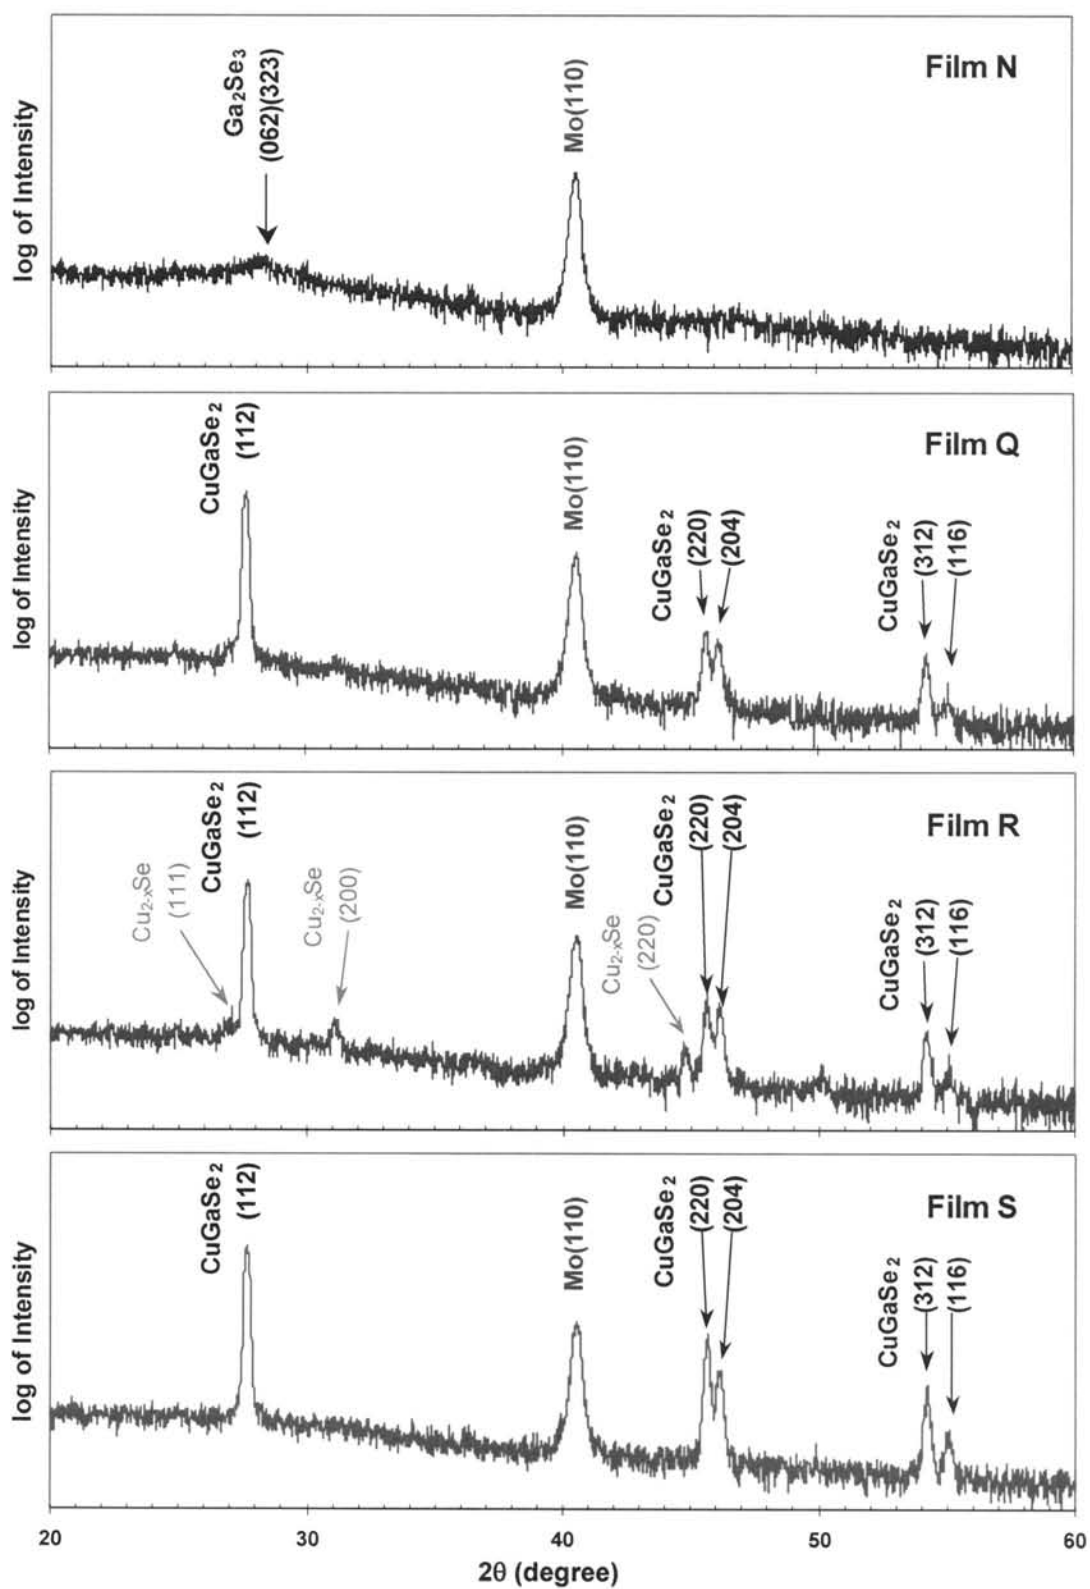 Film N
Ga2Se3
(062)(323)
Mo(110)
log of Intensity
Film Q
CuGaSe2
(112)
Mo(110)
CuGaSe2
(220)
(204)
CuGaSe2
(312)
(116)
log of Intensity
Film R
Cu2-xSe
(111)
CuGaSe2
(112)
Cu2-xSe
(200)
Mo(110)
Cu2-xSe
(220)
CuGaSe2
(220)
(204)
CuGaSe2
(312)
(116)
log of Intensity
Film S
CuGaSe2
(112)
Mo(110)
CuGaSe2
(220)
(204)
CuGaSe2
(312)
(116)
log of Intensity
20 30 40 50 60
2θ (degree)